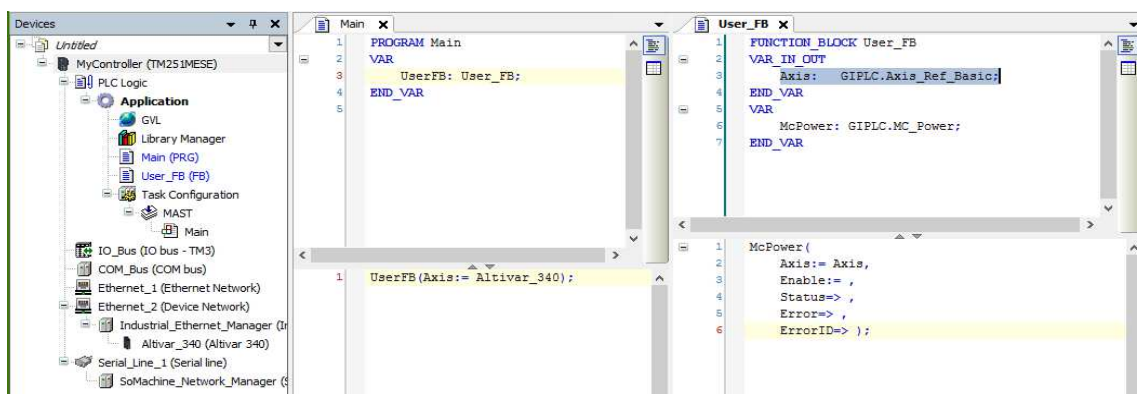 Devices
Untitled
MyController (TM251MESE)
PLC Logic
Application
GVL
Library Manager
Main (PRG)
User_FB (FB)
Task Configuration
MAST
Main
IO_Bus (IO bus - TM3)
COM_Bus (COM bus)
Ethernet_1 (Ethernet Network)
Ethernet_2 (Device Network)
Industrial_Ethernet_Manager (I
Altivar_340 (Altivar 340)
Serial_Line_1 (Serial line)
SoMachine_Network_Manager (S
Main
1 PROGRAM Main
2 VAR
3 UserFB: User_FB;
4 END_VAR
5
1 UserFB(Axis:= Altivar_340);
User_FB
1 FUNCTION_BLOCK User_FB
2 VAR_IN_OUT
3 Axis: GIPLC.Axis_Ref_Basic;
4 END_VAR
5 VAR
6 McPower: GIPLC.MC_Power;
7 END_VAR
1 McPower(
2 Axis:= Axis,
3 Enable:= ,
4 Status=> ,
5 Error=> ,
6 ErrorID=> );